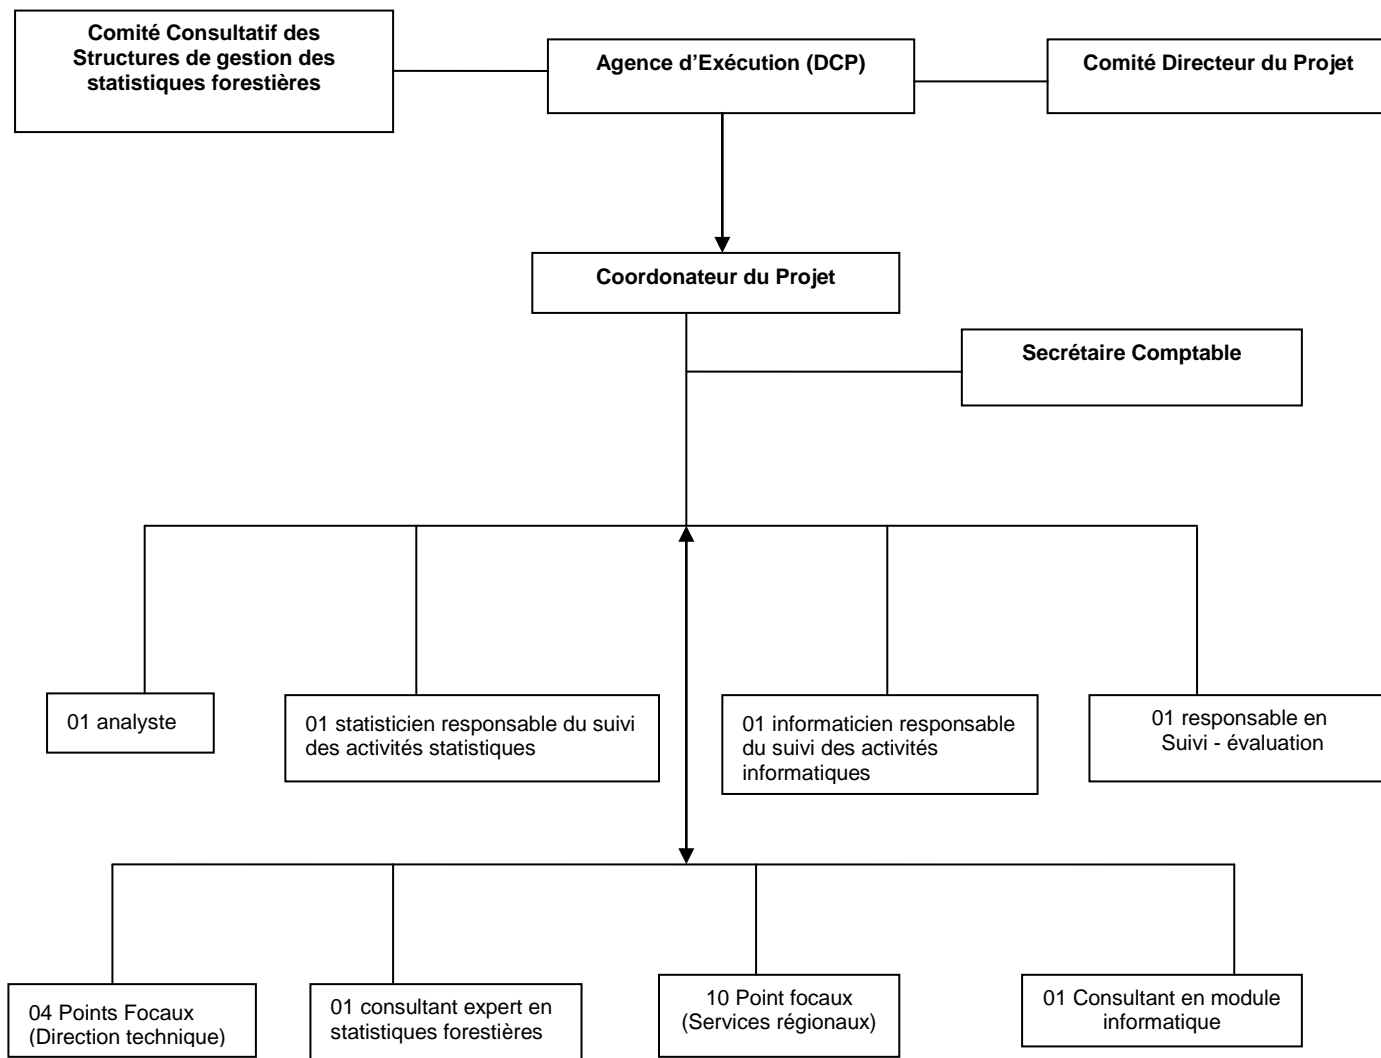 Comité Consultatif des
Structures de gestion des
statistiques forestières
Agence d’Exécution (DCP)
Comité Directeur du Projet
Coordonateur du Projet
Secrétaire Comptable
01 analyste
01 statisticien responsable du suivi
des activités statistiques
01 informaticien responsable
du suivi des activités
informatiques
01 responsable en
Suivi - évaluation
04 Points Focaux
(Direction technique)
01 consultant expert en
statistiques forestières
10 Point focaux
(Services régionaux)
01 Consultant en module
informatique